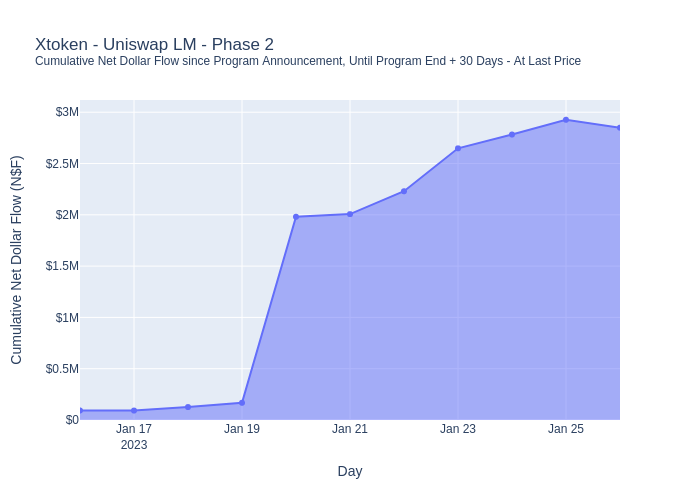 Xtoken - Uniswap LM - Phase 2
Cumulative Net Dollar Flow since Program Announcement, Until Program End + 30 Days - At Last Price
Cumulative Net Dollar Flow (N$F)
$3M
$2.5M
$2M
$1.5M
$1M
$0.5M
$0
Jan 17
2023
Jan 19
Jan 21
Jan 23
Jan 25
Day